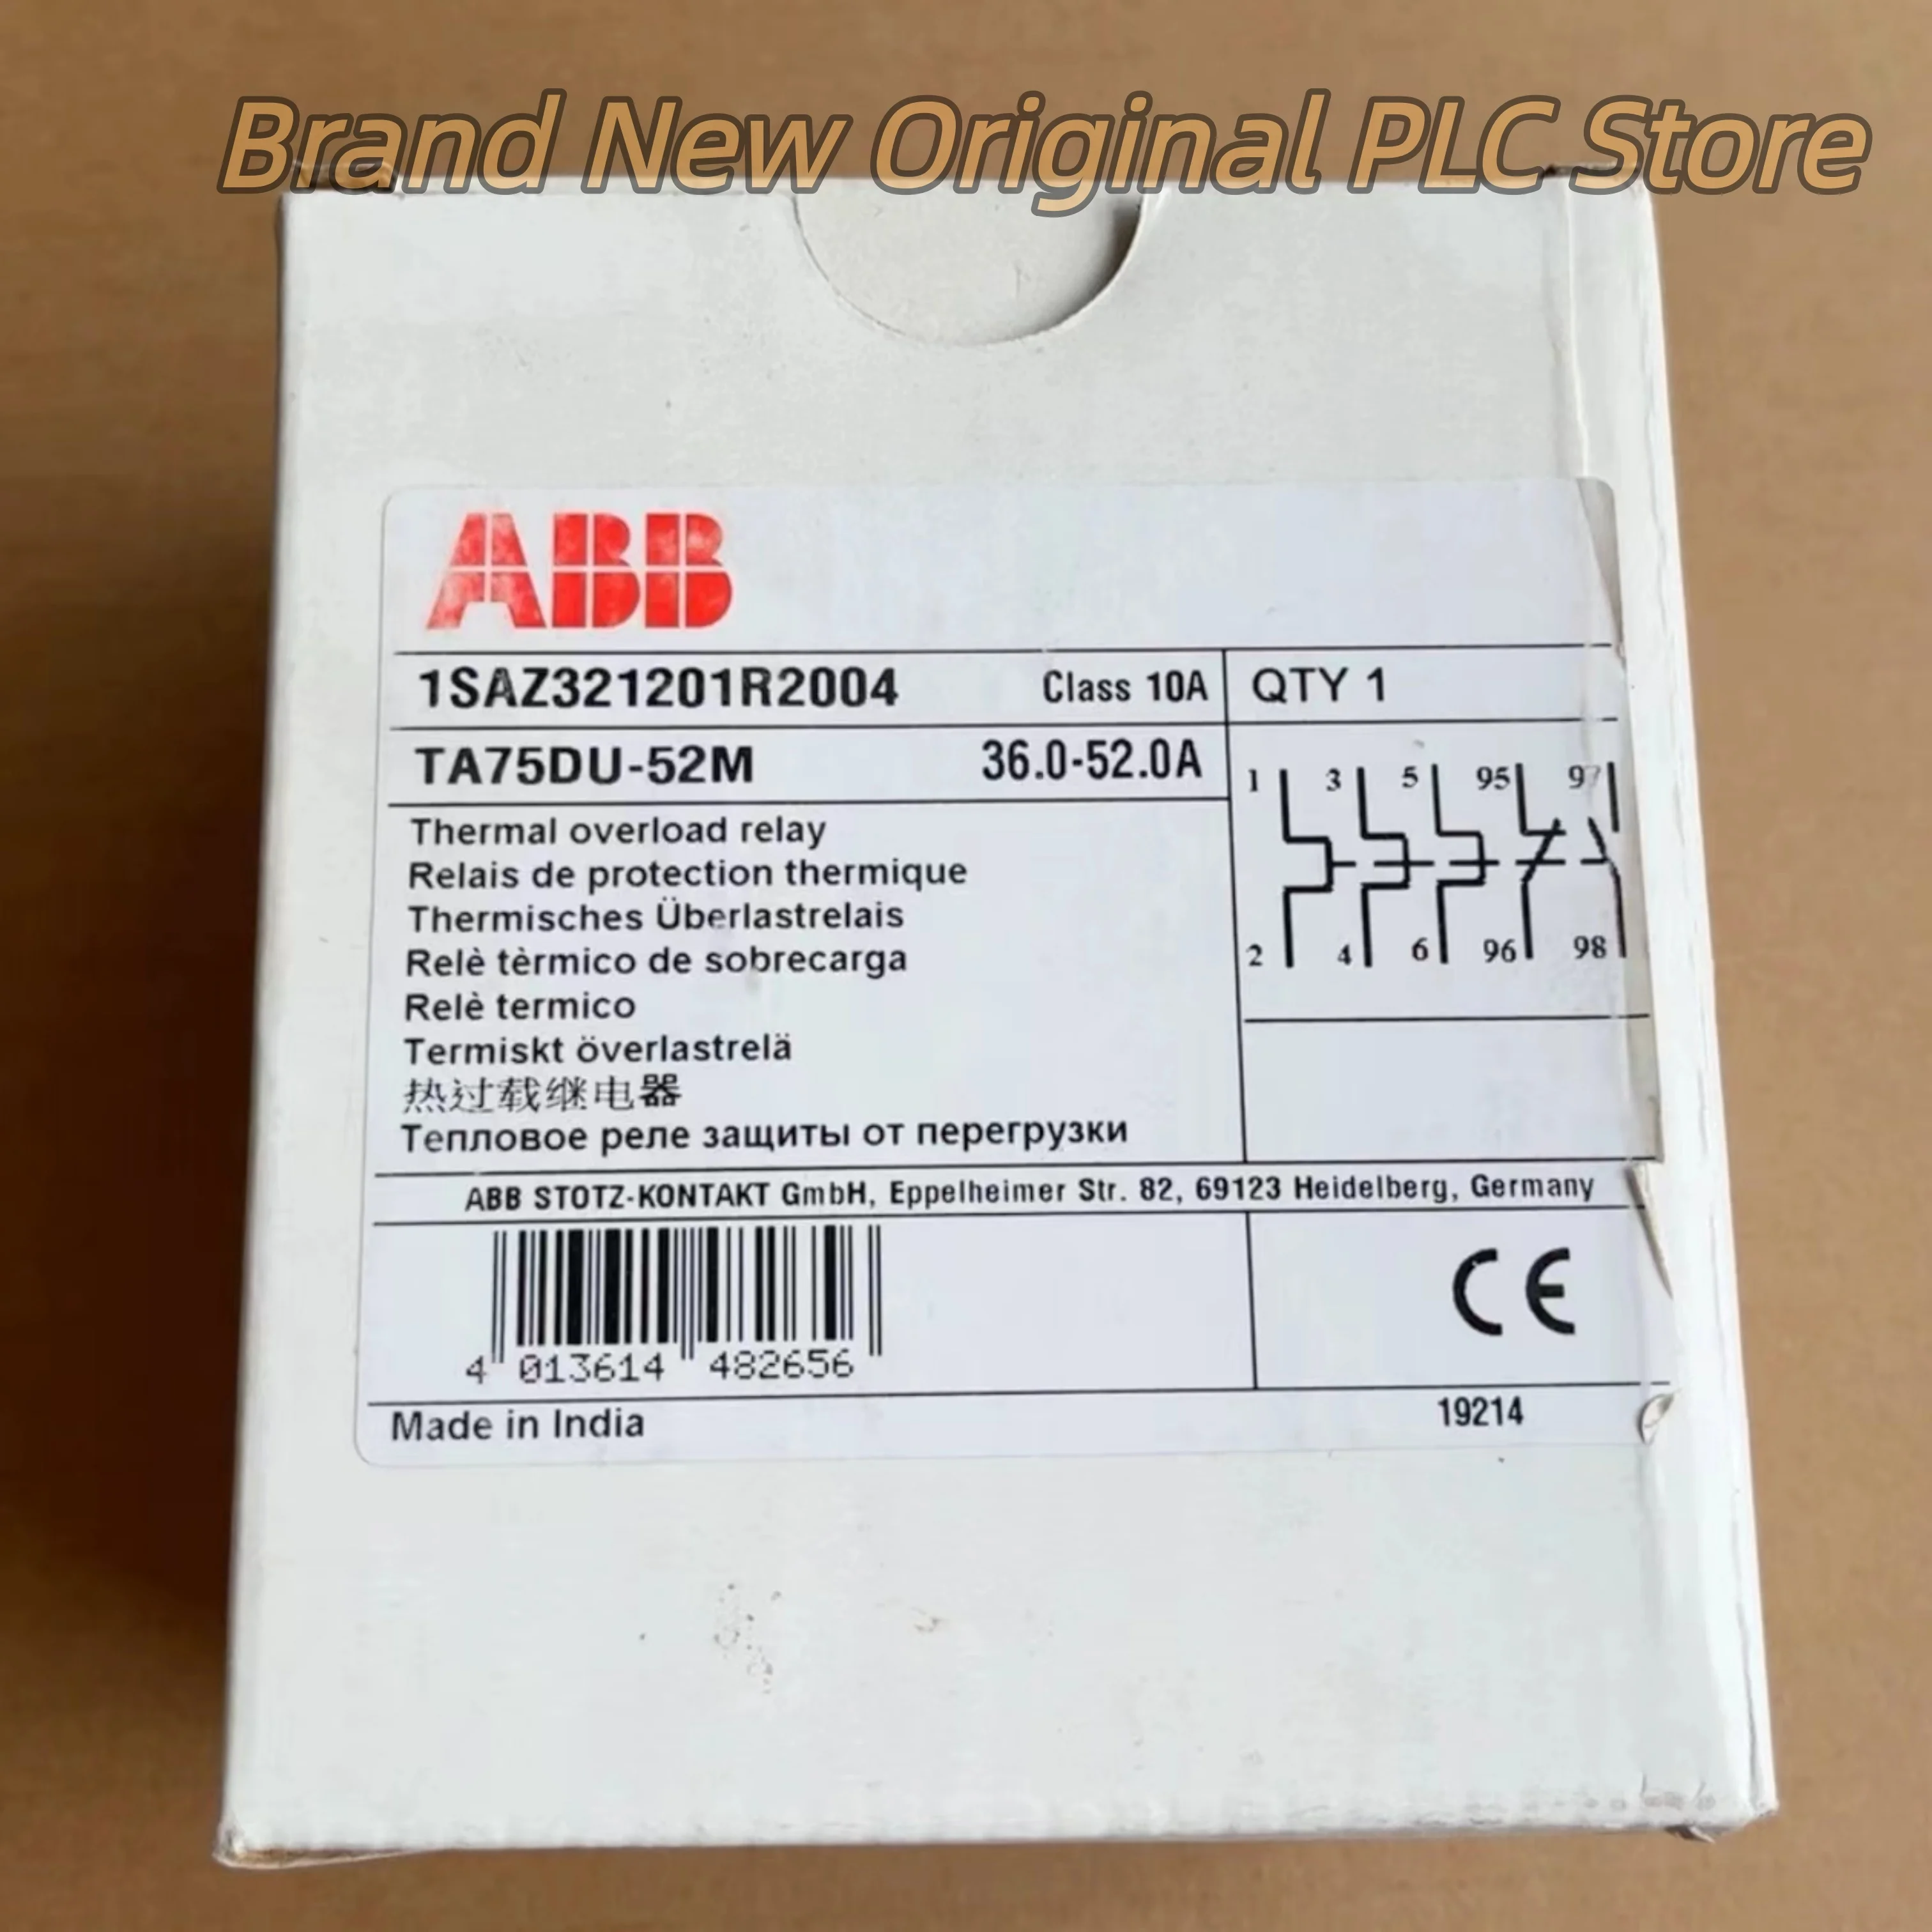 Brand New Original PLC Store
ABB
1SAZ321201R2004 Class 10A QTY 1
TA75DU-52M 36.0-52.0A
1 3 5 95 97
2 4 6 96 98
Thermal overload relay
Relais de protection thermique
Thermisches Überlastrelais
Relè tèrmico de sobrecarga
Relè termico
Termiskt överlastrelä
热过载继电器
Тепловое реле защиты от перегрузки
ABB STOTZ-KONTAKT GmbH, Eppelheimer Str. 82, 69123 Heidelberg, Germany
CE
4 013614 482656
Made in India 19214